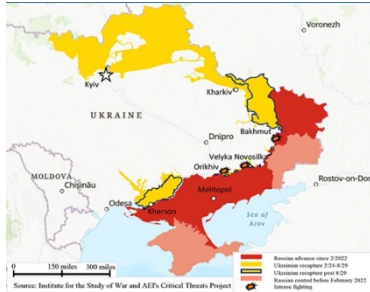 Voronezh
Kyiv
Kharkiv
UKRAINE
Dnipro
Bakhmut
Velyka Novosilka
Orikhiv
MOLDOVA
Chișinău
Melitopol
Rostov-on-Do
Odesa
Kherson
Sea of
Azov
0 150 miles 300 miles
Russian advance since 2/2022
Ukrainian recapture 2/24-8/29
Ukrainian recapture post 8/29
Russian control before February 2022
Intense fighting
Source: Institute for the Study of War and AEI's Critical Threats Project